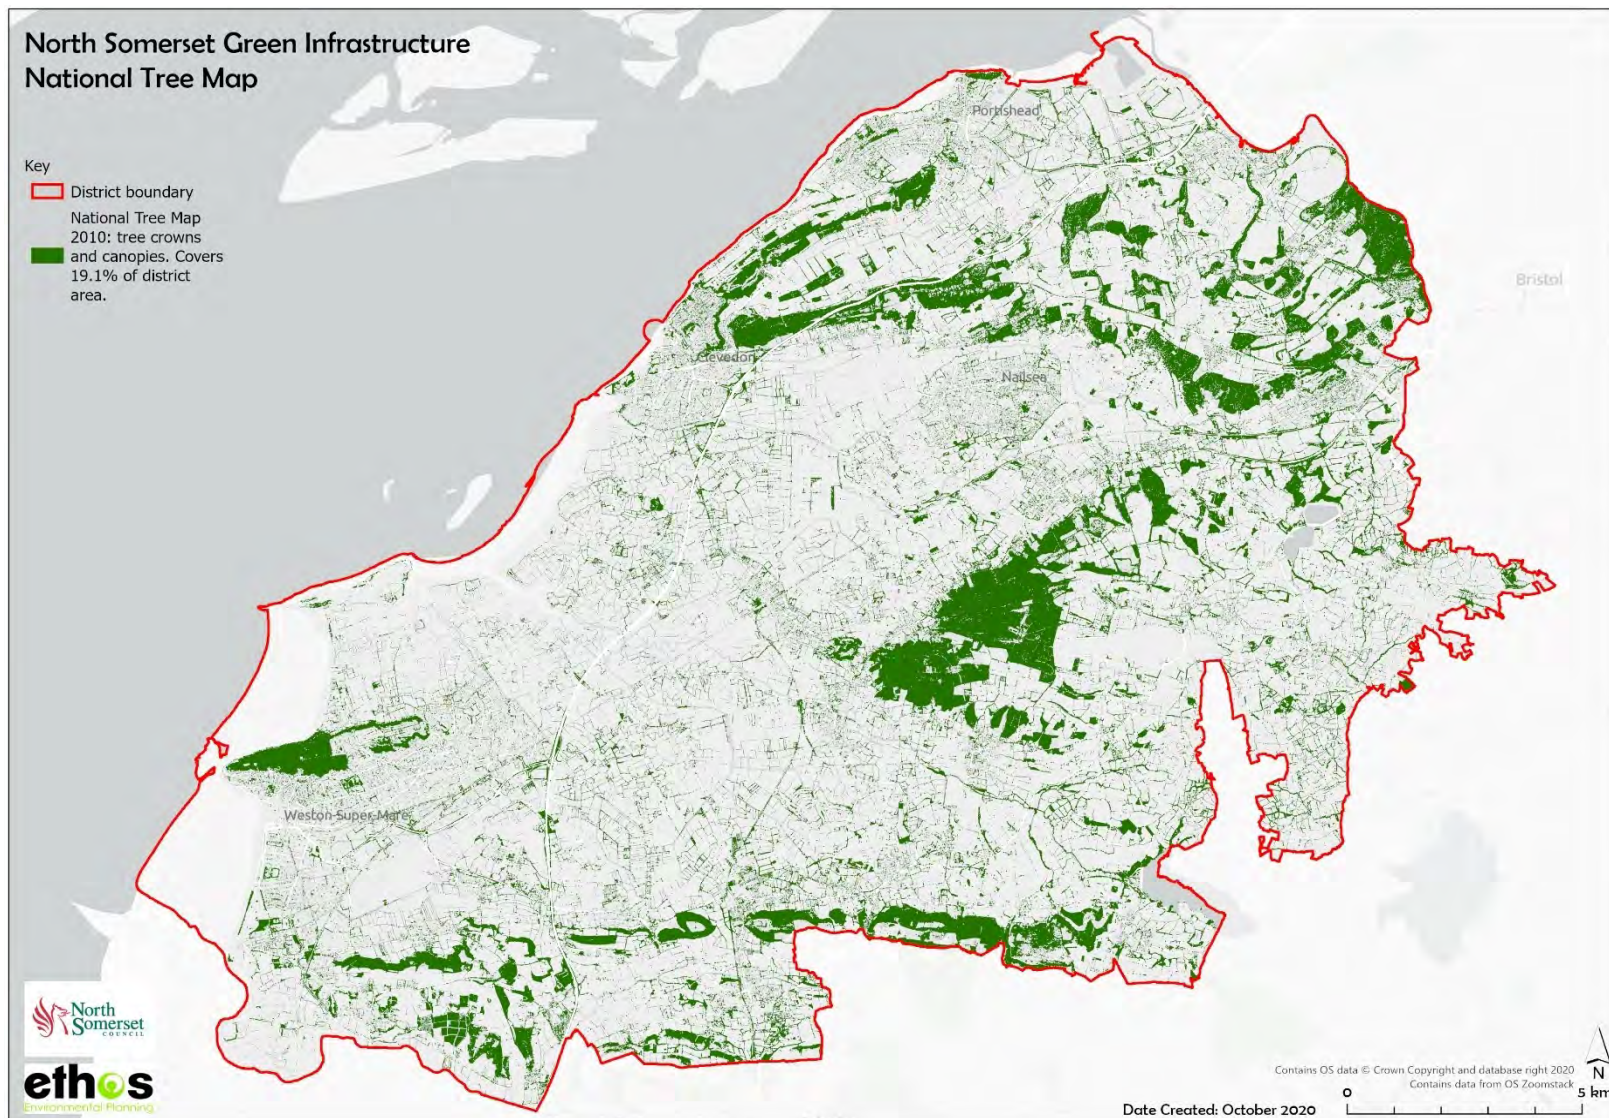 North Somerset Green Infrastructure
National Tree Map
Key
District boundary
National Tree Map
2010: tree crowns
and canopies. Covers
19.1% of district
area.
Portishead
Bristol
Clevedon
Nailsea
Weston-Super-Mare
North
Somerset
COUNCIL
ethos
Environmental Planning
Contains OS data © Crown Copyright and database right 2020
Contains data from OS Zoomstack
N
Date Created: October 2020
0
5 km